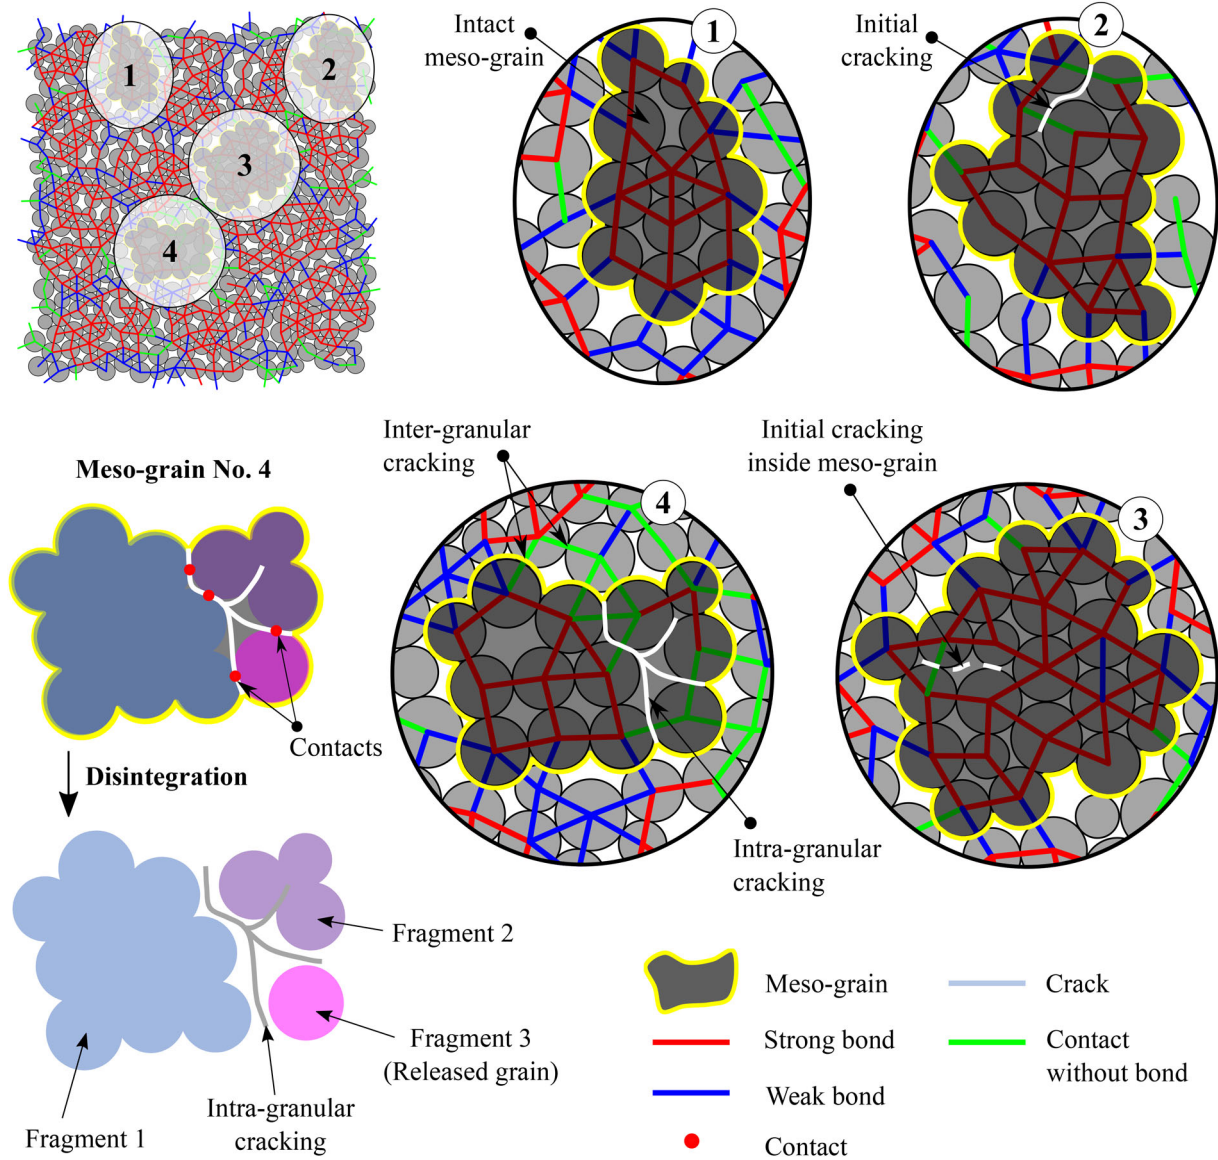 1
2
3
4
Intact
meso-grain
1
Initial
cracking
2
Inter-granular
cracking
4
Intra-granular
cracking
Initial cracking
inside meso-grain
3
Meso-grain No. 4
Contacts
Disintegration
Fragment 2
Fragment 3
(Released grain)
Intra-granular
cracking
Fragment 1
Meso-grain
Strong bond
Weak bond
Contact
Crack
Contact
without bond